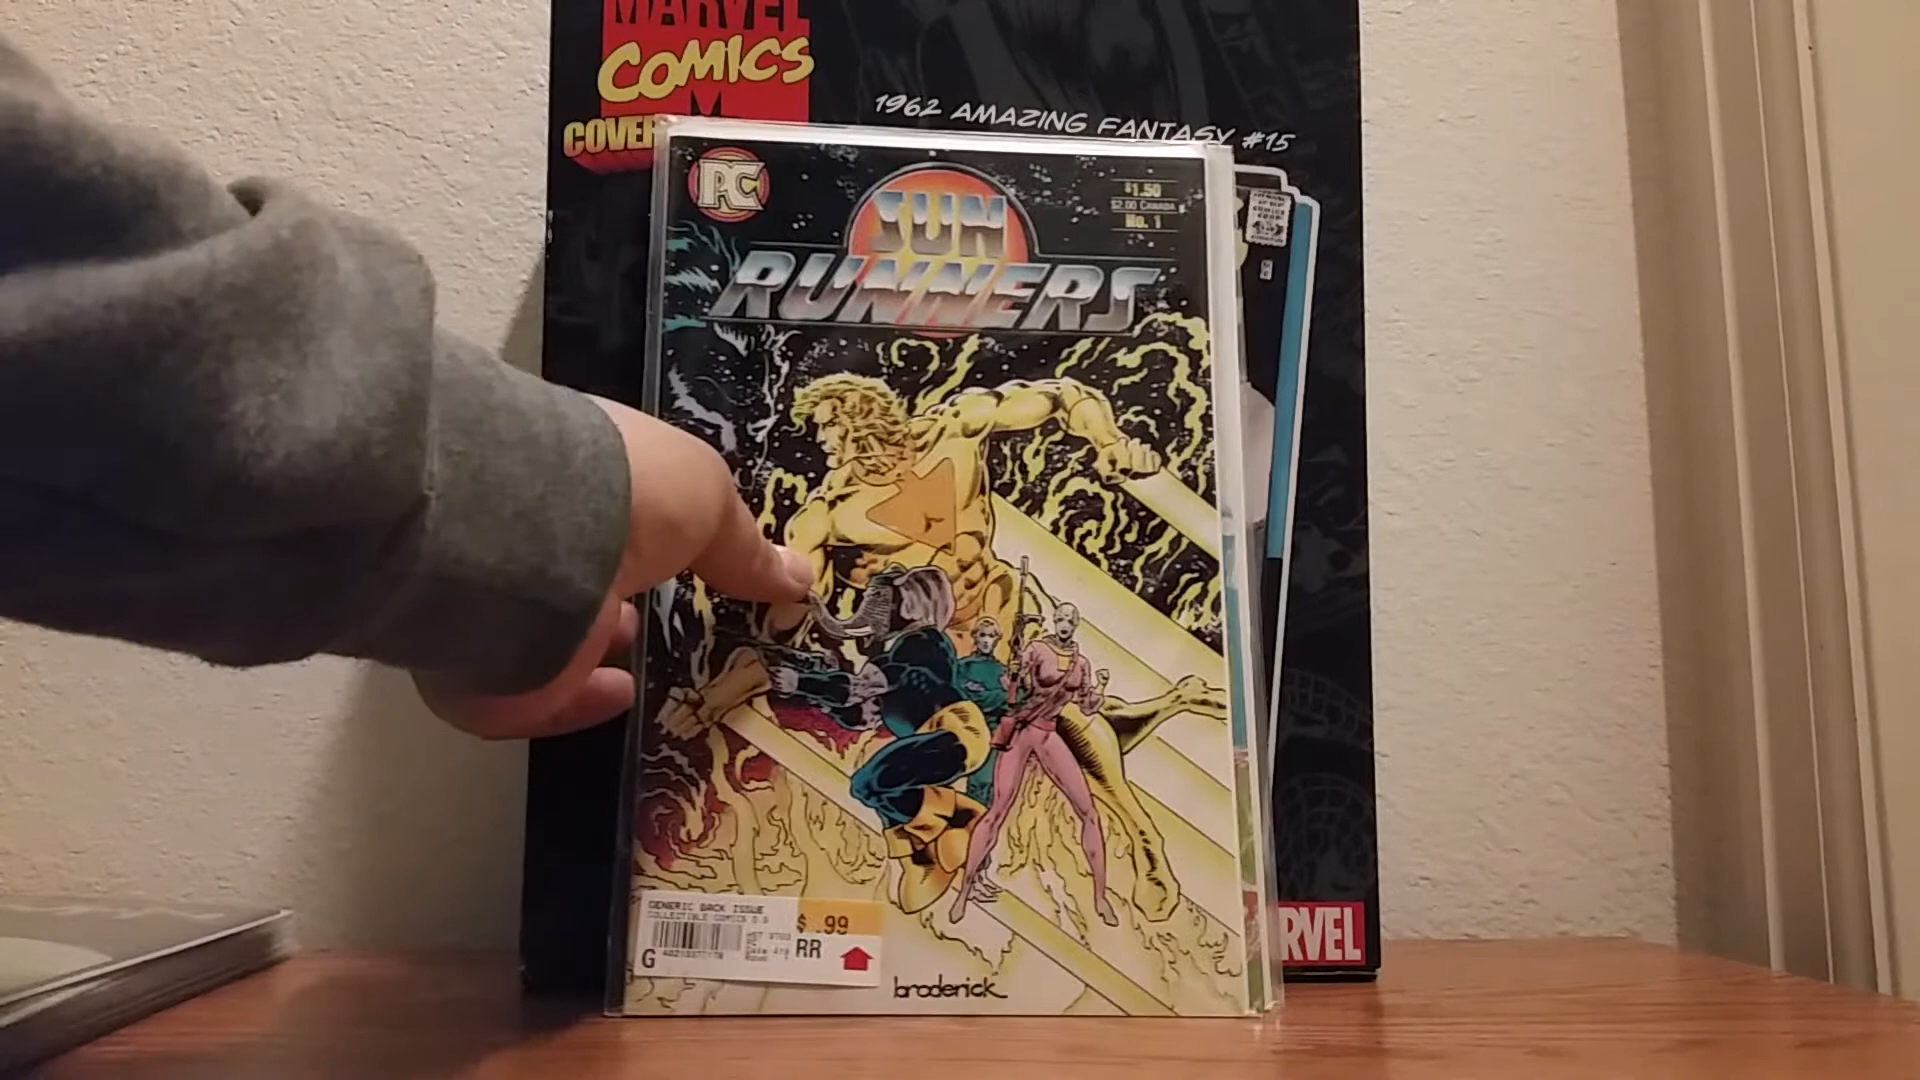 MARVEL
COMICS
COVER
1962 AMAZING FANTASY #15
PC
SUN
RUNNERS
$1.50
$2.00 CANADA
No. 1
GENERIC BACK ISSUE
COLLECTIBLE COMICS
$ .99
RR
G
broderick
RVEL